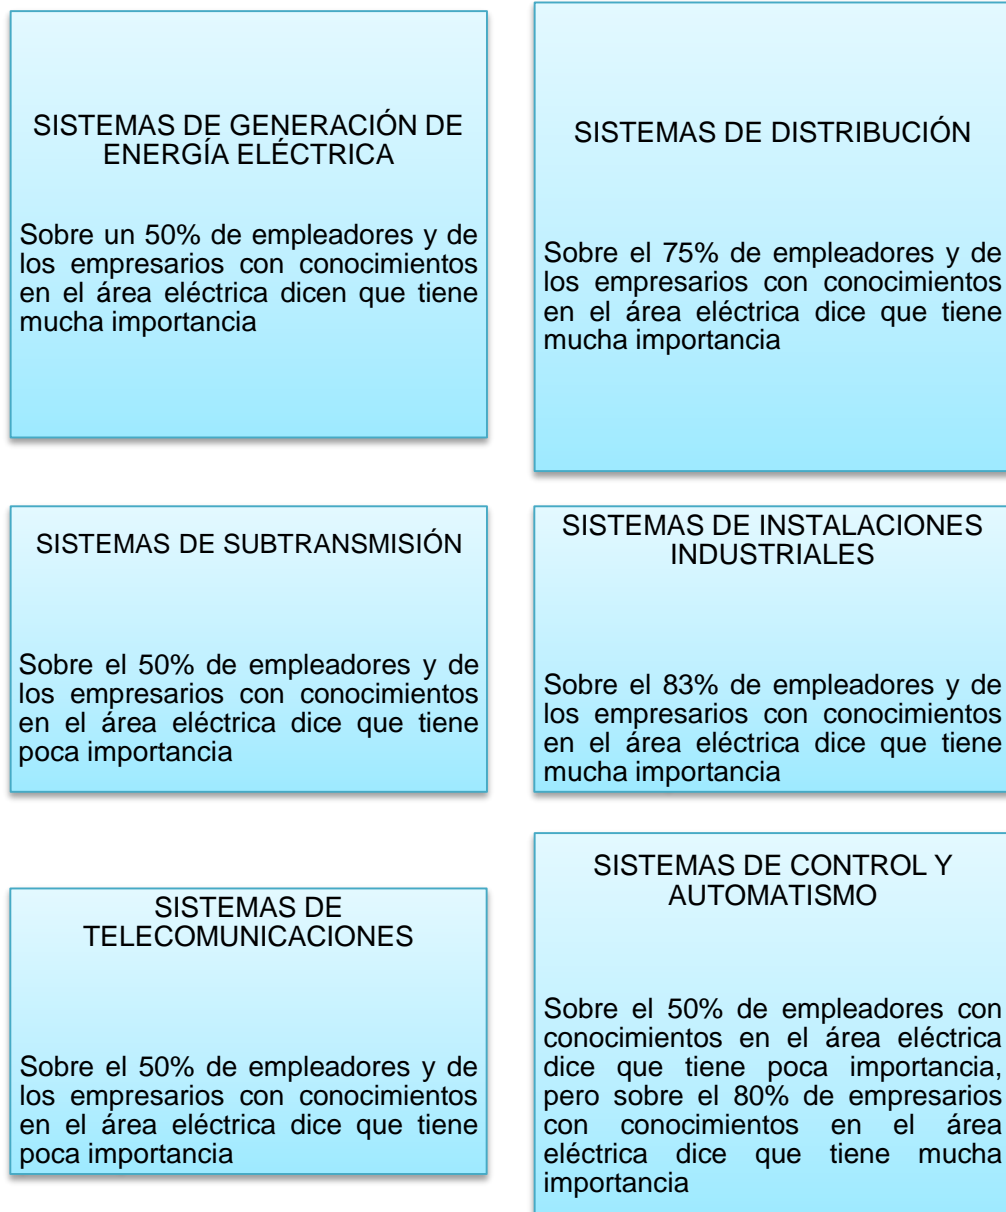 SISTEMAS DE GENERACIÓN DE
ENERGÍA ELÉCTRICA
Sobre un 50% de empleadores y de
los empresarios con conocimientos
en el área eléctrica dicen que tiene
mucha importancia
SISTEMAS DE DISTRIBUCIÓN
Sobre el 75% de empleadores y de
los empresarios con conocimientos
en el área eléctrica dice que tiene
mucha importancia
SISTEMAS DE SUBTRANSMISIÓN
Sobre el 50% de empleadores y de
los empresarios con conocimientos
en el área eléctrica dice que tiene
poca importancia
SISTEMAS DE INSTALACIONES
INDUSTRIALES
Sobre el 83% de empleadores y de
los empresarios con conocimientos
en el área eléctrica dice que tiene
mucha importancia
SISTEMAS DE
TELECOMUNICACIONES
Sobre el 50% de empleadores y de
los empresarios con conocimientos
en el área eléctrica dice que tiene
poca importancia
SISTEMAS DE CONTROL Y
AUTOMATISMO
Sobre el 50% de empleadores con
conocimientos en el área eléctrica
dice que tiene poca importancia,
pero sobre el 80% de empresarios
con conocimientos en el área
eléctrica dice que tiene mucha
importancia